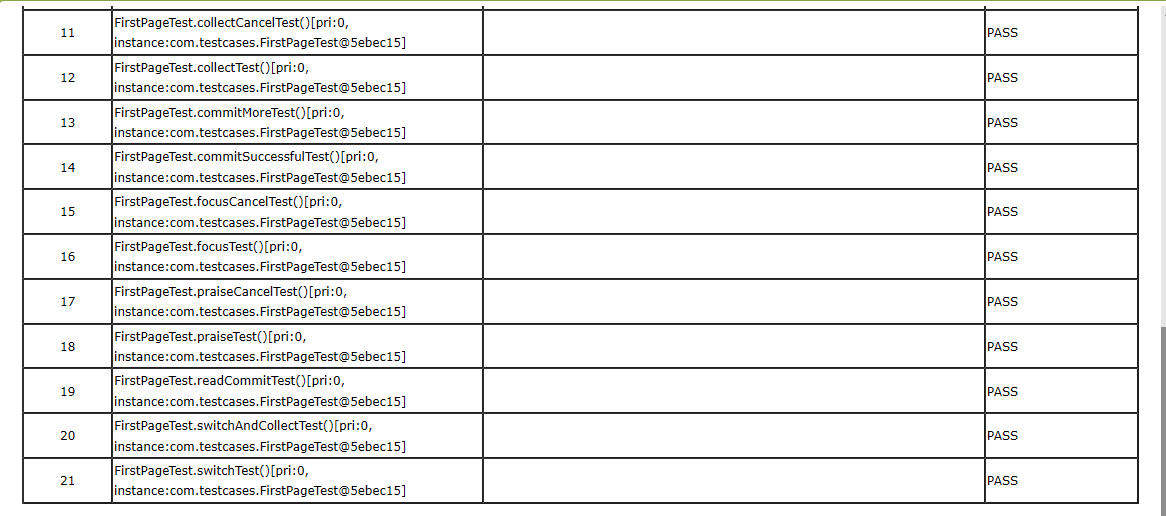 11
FirstPageTest.collectCancelTest()[pri:0,
instance:com.testcases.FirstPageTest@5ebec15]
PASS
12
FirstPageTest.collectTest()[pri:0,
instance:com.testcases.FirstPageTest@5ebec15]
PASS
13
FirstPageTest.commitMoreTest()[pri:0,
instance:com.testcases.FirstPageTest@5ebec15]
PASS
14
FirstPageTest.commitSuccessfulTest()[pri:0,
instance:com.testcases.FirstPageTest@5ebec15]
PASS
15
FirstPageTest.focusCancelTest()[pri:0,
instance:com.testcases.FirstPageTest@5ebec15]
PASS
16
FirstPageTest.focusTest()[pri:0,
instance:com.testcases.FirstPageTest@5ebec15]
PASS
17
FirstPageTest.praiseCancelTest()[pri:0,
instance:com.testcases.FirstPageTest@5ebec15]
PASS
18
FirstPageTest.praiseTest()[pri:0,
instance:com.testcases.FirstPageTest@5ebec15]
PASS
19
FirstPageTest.readCommitTest()[pri:0,
instance:com.testcases.FirstPageTest@5ebec15]
PASS
20
FirstPageTest.switchAndCollectTest()[pri:0,
instance:com.testcases.FirstPageTest@5ebec15]
PASS
21
FirstPageTest.switchTest()[pri:0,
instance:com.testcases.FirstPageTest@5ebec15]
PASS